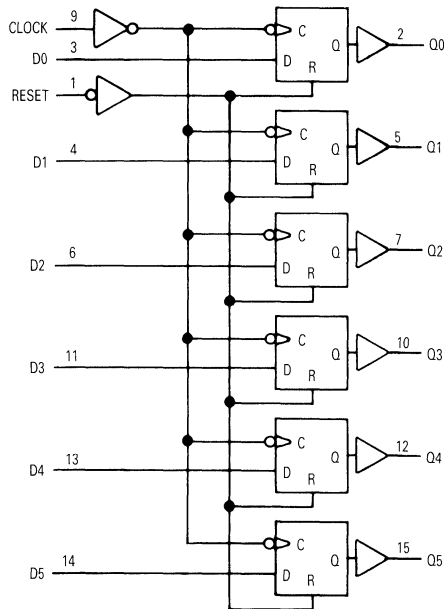 CLOCK 9 C Q 2 Q0
D0 3 D R
RESET 1
C Q 5 Q1
D1 4 D R
C Q 7 Q2
D2 6 D R
C Q 10 Q3
D3 11 D R
C Q 12 Q4
D4 13 D R
C Q 15 Q5
D5 14 D R